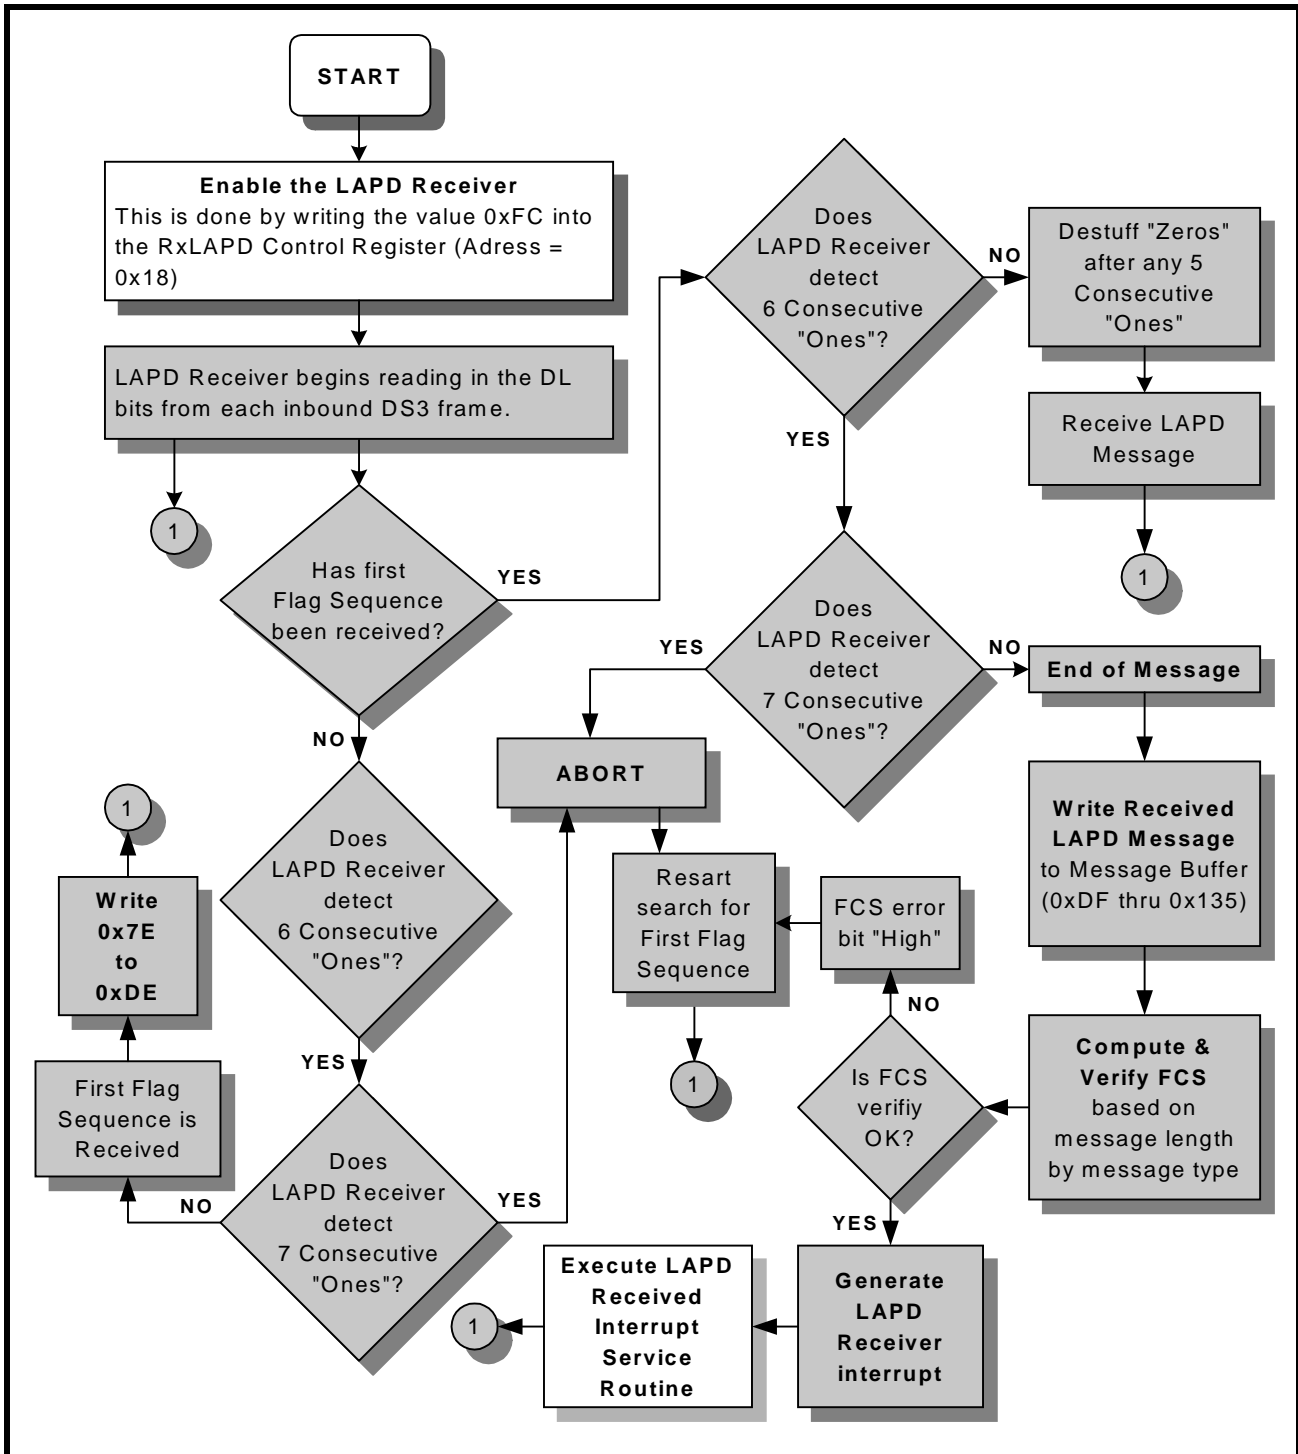 START
Enable the LAPD Receiver
This is done by writing the value 0xFC into
the RxLAPD Control Register (Adress =
0x18)
LAPD Receiver begins reading in the DL
bits from each inbound DS3 frame.
1
Has first
Flag Sequence
been received?
YES
NO
Does
LAPD Receiver
detect
6 Consecutive
"Ones"?
NO
YES
Destuff "Zeros"
after any 5
Consecutive
"Ones"
Receive LAPD
Message
1
Does
LAPD Receiver
detect
7 Consecutive
"Ones"?
YES
NO
End of Message
Write Received
LAPD Message
to Message Buffer
(0xDF thru 0x135)
Compute &
Verify FCS
based on
message length
by message type
Is FCS
verifiy
OK?
NO
YES
FCS error
bit "High"
ABORT
Resart
search for
First Flag
Sequence
1
Generate
LAPD
Receiver
interrupt
Execute LAPD
Received
Interrupt
Service
Routine
1
Does
LAPD Receiver
detect
6 Consecutive
"Ones"?
YES
Does
LAPD Receiver
detect
7 Consecutive
"Ones"?
YES
NO
First Flag
Sequence is
Received
Write
0x7E
to
0xDE
1